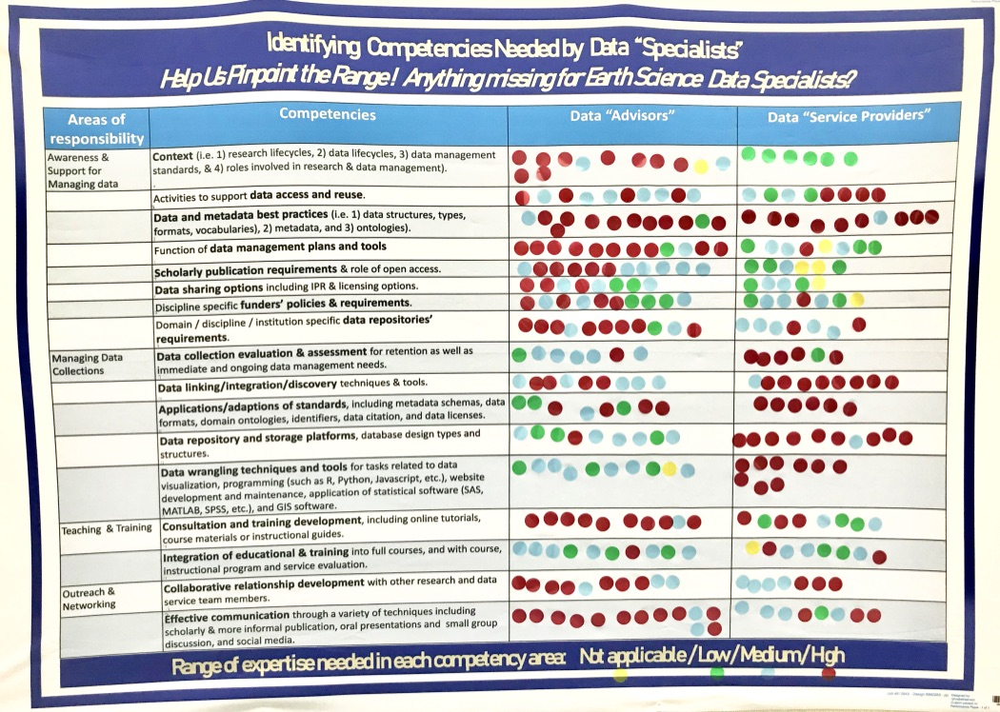 Identifying Competencies Needed by Data "Specialists"
Help Us Pinpoint the Range! Anything missing for Earth Science Data Specialists?
Areas of
responsibility
Competencies
Data "Advisors"
Data "Service Providers"
Awareness &
Support for
Managing data
Context (i.e. 1) research lifecycles, 2) data lifecycles, 3) data management
standards, & 4) roles involved in research & data management).
Activities to support data access and reuse.
Data and metadata best practices (i.e. 1) data structures, types,
formats, vocabularies), 2) metadata, and 3) ontologies).
Function of data management plans and tools
Scholarly publication requirements & role of open access.
Data sharing options including IPR & licensing options.
Discipline specific funders' policies & requirements.
Domain / discipline / institution specific data repositories'
requirements.
Managing Data
Collections
Data collection evaluation & assessment for retention as well as
immediate and ongoing data management needs.
Data linking/integration/discovery techniques & tools.
Applications/adaptions of standards, including metadata schemas, data
formats, domain ontologies, identifiers, data citation, and data licenses.
Data repository and storage platforms, database design types and
structures.
Data wrangling techniques and tools for tasks related to data
visualization, programming (such as R, Python, Javascript, etc.), website
development and maintenance, application of statistical software (SAS,
MATLAB, SPSS, etc.), and GIS software.
Teaching & Training
Consultation and training development, including online tutorials,
course materials or instructional guides.
Integration of educational & training into full courses, and with course,
instructional program and service evaluation.
Outreach &
Networking
Collaborative relationship development with other research and data
service team members.
Effective communication through a variety of techniques including
scholarly & more informal publication, oral presentations and small group
discussion, and social media.
Range of expertise needed in each competency area: Not applicable/Low/Medium/High